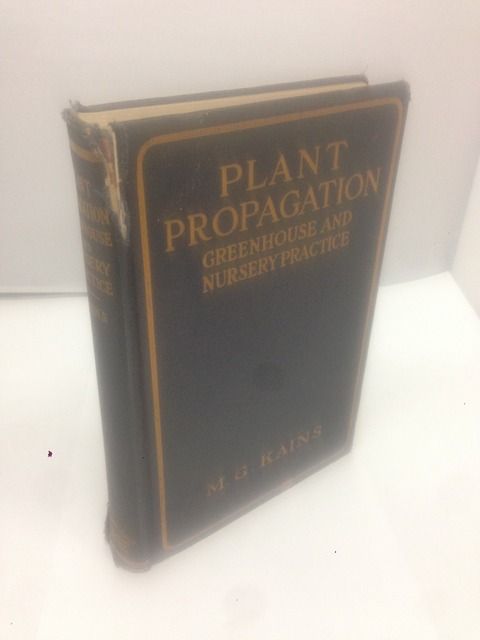 PLANT
PROPAGATION
GREENHOUSE AND
NURSERY PRACTICE
M. G. KAINS